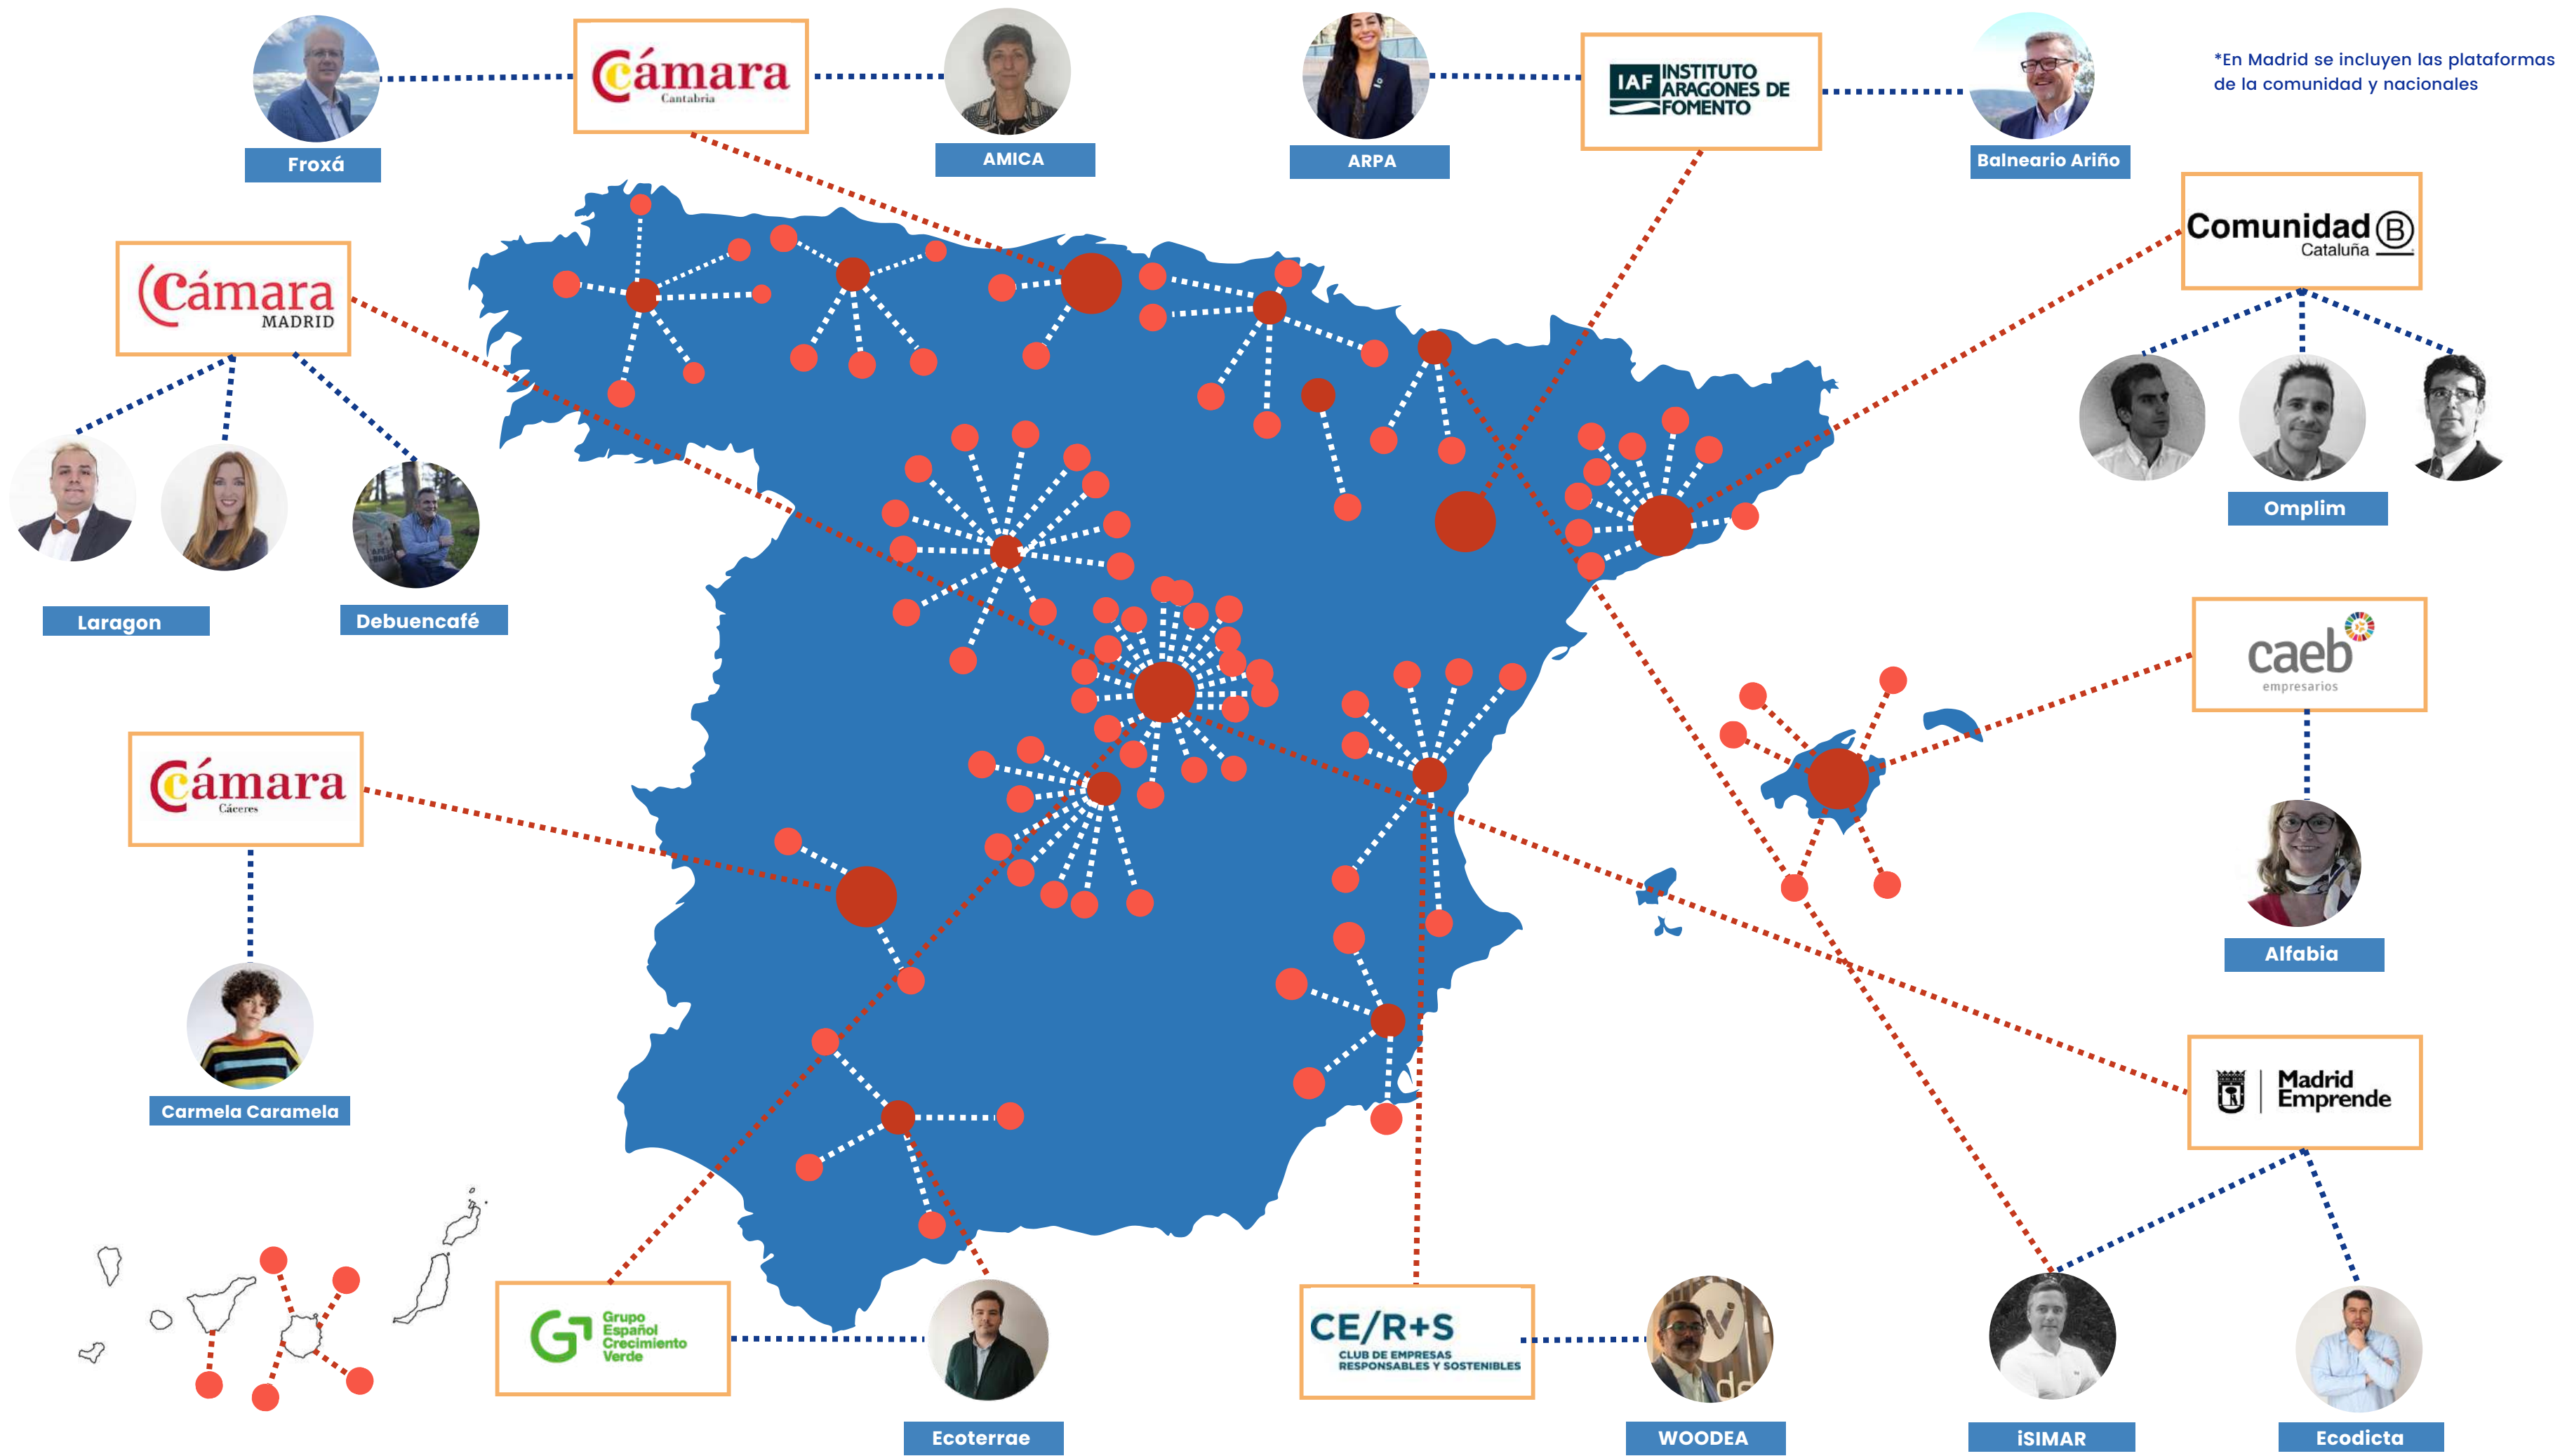 Cámara
Cantabria
IAF INSTITUTO
ARAGONES DE
FOMENTO
*En Madrid se incluyen las plataformas
de la comunidad y nacionales
Froxá
AMICA
ARPA
Balneario Ariño
Comunidad B
Cataluña
Cámara
MADRID
Omplim
Laragon
Debuencafé
caeb
empresarios
Cámara
Cáceres
Alfabia
Carmela Caramela
Madrid
Emprende
Grupo
Español
Crecimiento
Verde
CE/R+S
CLUB DE EMPRESAS
RESPONSABLES Y SOSTENIBLES
Ecoterrae
WOODEA
iSIMAR
Ecodicta